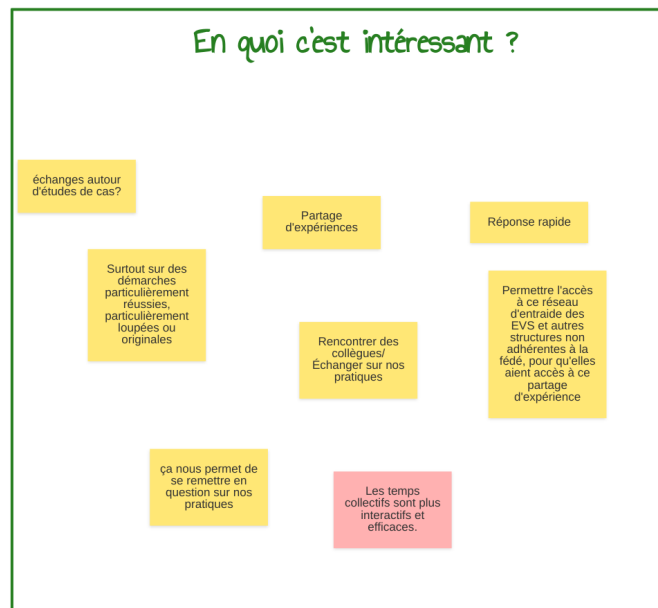 En quoi c'est intéressant ?
échanges autour
d'études de cas?
Partage
d'expériences
Réponse rapide
Surtout sur des
démarches
particulièrement
réussies,
particulièrement
loupées ou
originales
Permettre l'accès
à ce réseau
d'entraide des
EVS et autres
structures non
adhérentes à la
fédé, pour qu'elles
aient accès à ce
partage
d'expérience
Rencontrer des
collègues/
Échanger sur nos
pratiques
ça nous permet de
se remettre en
question sur nos
pratiques
Les temps
collectifs sont plus
interactifs et
efficaces.